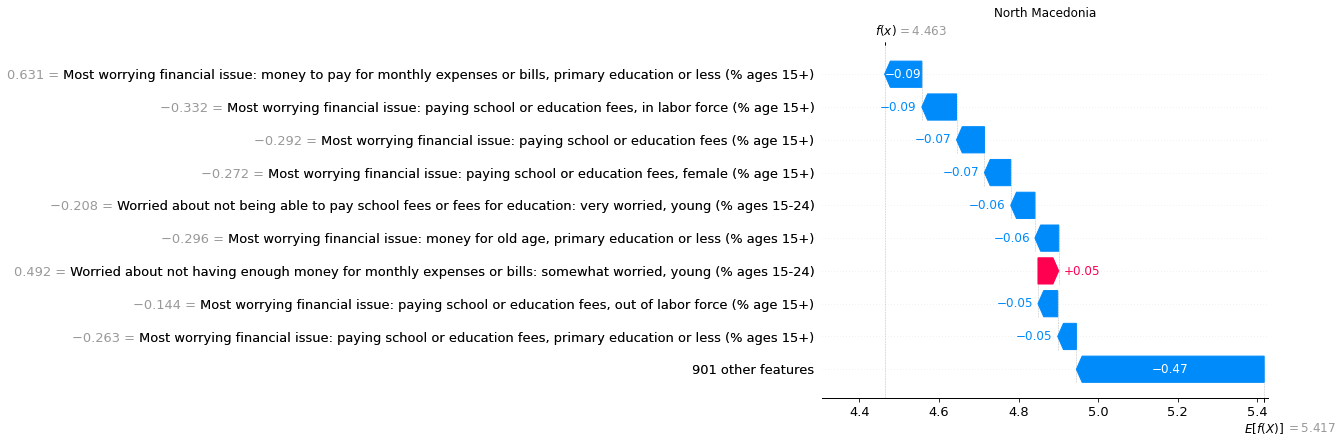 North Macedonia
f(x) = 4.463
0.631 = Most worrying financial issue: money to pay for monthly expenses or bills, primary education or less (% ages 15+) −0.09
−0.332 = Most worrying financial issue: paying school or education fees, in labor force (% age 15+) −0.09
−0.292 = Most worrying financial issue: paying school or education fees (% age 15+) −0.07
−0.272 = Most worrying financial issue: paying school or education fees, female (% age 15+) −0.07
−0.208 = Worried about not being able to pay school fees or fees for education: very worried, young (% ages 15-24) −0.06
−0.296 = Most worrying financial issue: money for old age, primary education or less (% ages 15+) −0.06
0.492 = Worried about not having enough money for monthly expenses or bills: somewhat worried, young (% ages 15-24) +0.05
−0.144 = Most worrying financial issue: paying school or education fees, out of labor force (% age 15+) −0.05
−0.263 = Most worrying financial issue: paying school or education fees, primary education or less (% ages 15+) −0.05
901 other features −0.47
4.4 4.6 4.8 5.0 5.2 5.4
E[f(X)] = 5.417